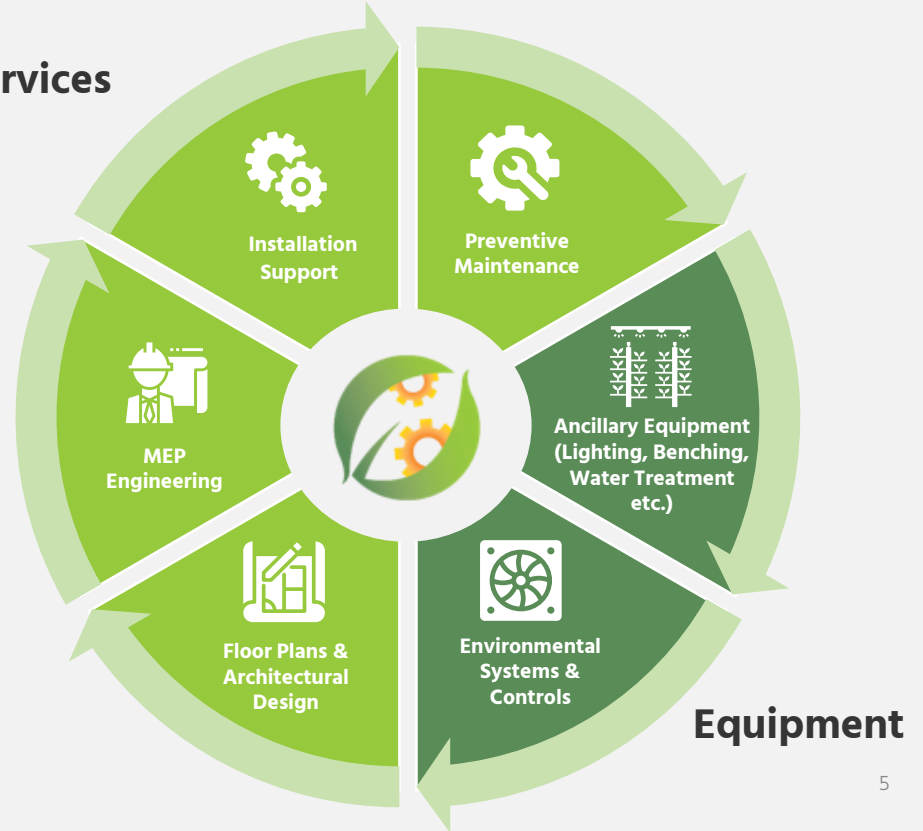 rvices
Installation
Support
Preventive
Maintenance
MEP
Engineering
Ancillary Equipment
(Lighting, Benching,
Water Treatment
etc.)
Floor Plans &
Architectural
Design
Environmental
Systems &
Controls
Equipment
5